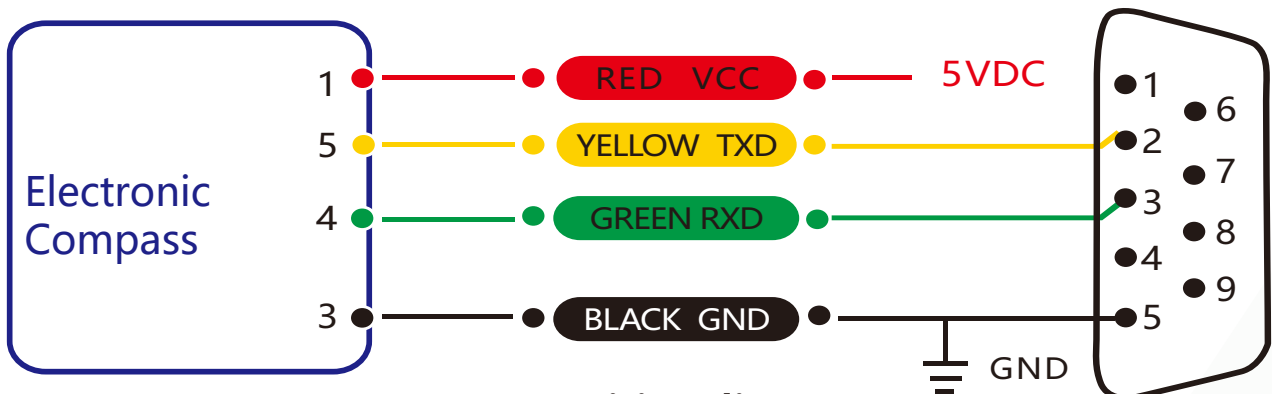 Electronic
Compass
1 RED VCC 5VDC
5 YELLOW TXD
4 GREEN RXD
3 BLACK GND
GND
1
6
2
7
3
8
4
9
5